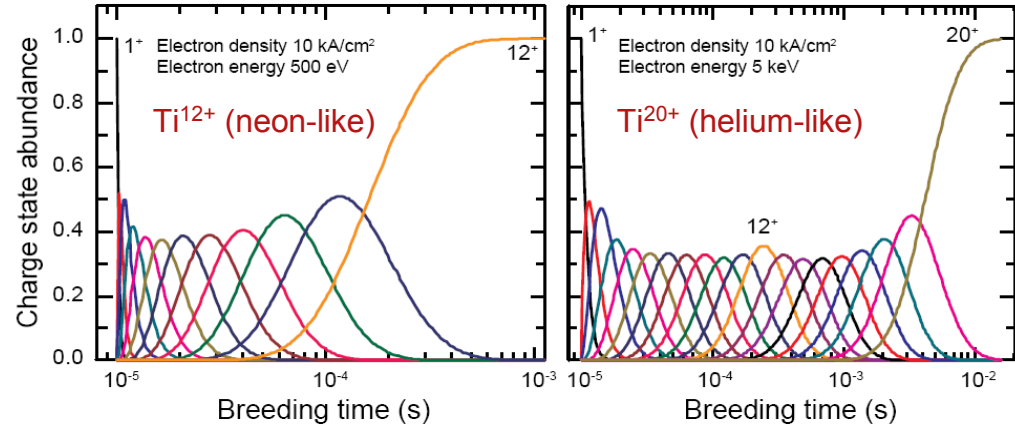 Charge state abundance
1.0
0.8
0.6
0.4
0.2
0.0
1⁺
Electron density 10 kA/cm²
Electron energy 500 eV
12⁺
Ti¹²⁺ (neon-like)
10⁻⁵
10⁻⁴
10⁻³
Breeding time (s)
1⁺
Electron density 10 kA/cm²
Electron energy 5 keV
20⁺
Ti²⁰⁺ (helium-like)
12⁺
10⁻⁵
10⁻⁴
10⁻³
10⁻²
Breeding time (s)